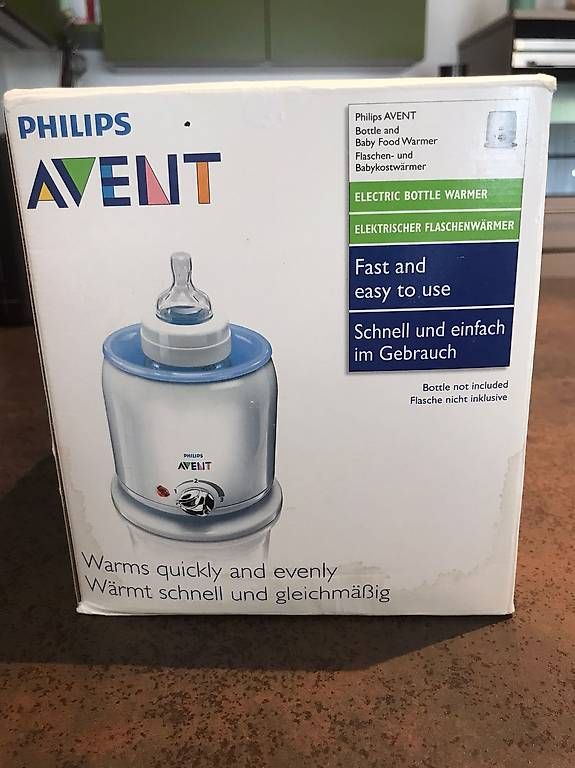 PHILIPS
AVENT
Philips AVENT
Bottle and
Baby Food Warmer
Flaschen- und
Babykostwärmer
ELECTRIC BOTTLE WARMER
ELEKTRISCHER FLASCHENWÄRMER
Fast and
easy to use
Schnell und einfach
im Gebrauch
Bottle not included
Flasche nicht inklusive
PHILIPS
AVENT
2
Warms quickly and evenly
Wärmt schnell und gleichmäßig